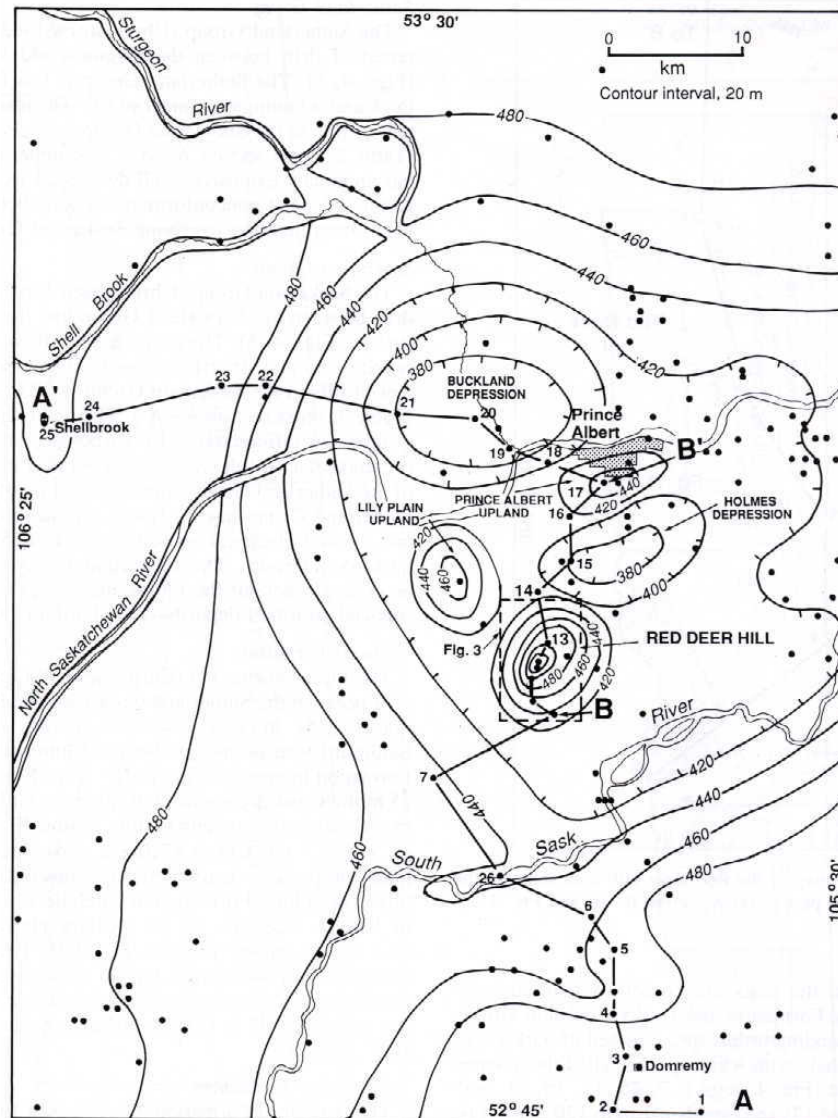 53° 30'
0 10
km
Contour interval, 20 m
Sturgeon
River
480
460
440
420
Shell Brook
480
460
440
420
400
380
BUCKLAND
DEPRESSION
A'
25
24
Shellbrook
23
22
21
20
19
18
Prince
Albert
B'
17
440
420
16
LILY PLAIN
UPLAND
PRINCE ALBERT
UPLAND
HOLMES
DEPRESSION
106° 25'
420
440
460
15
380
400
14
North Saskatchewan River
Fig. 3
13
440
460
480
420
RED DEER HILL
B
River
7
440
420
440
460
480
480
460
South Sask
26
6
5
4
3
Domremy
2
1
A
105° 30'
52° 45'